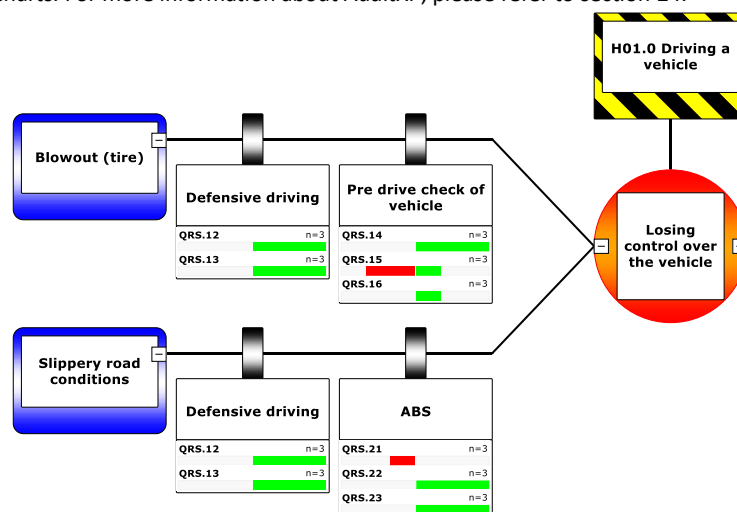 charts. For more information about AuditXP, please refer to section
H01.0 Driving a
vehicle
Blowout (tire)
Defensive driving
QRS.12 n=3
QRS.13 n=3
Pre drive check of
vehicle
QRS.14 n=3
QRS.15 n=3
QRS.16 n=3
Losing
control over
the vehicle
Slippery road
conditions
Defensive driving
QRS.12 n=3
QRS.13 n=3
ABS
QRS.21 n=3
QRS.22 n=3
QRS.23 n=3